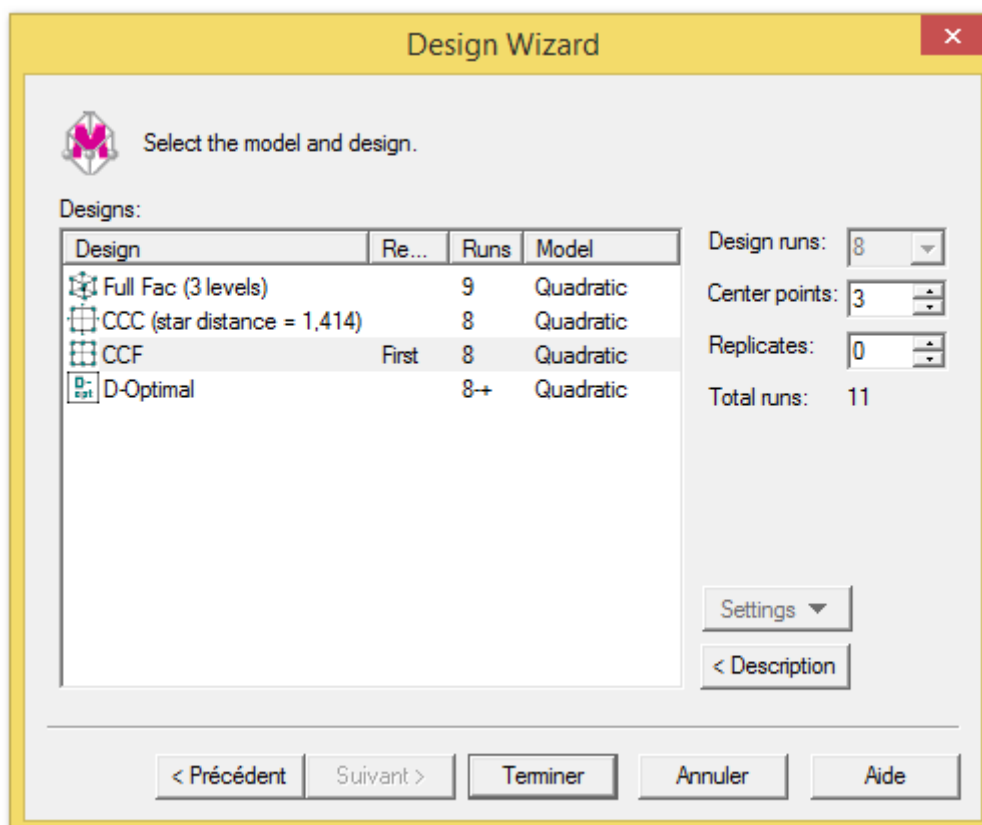 Design Wizard
Select the model and design.
Designs:
Design Re... Runs Model
Full Fac (3 levels) 9 Quadratic
CCC (star distance = 1,414) 8 Quadratic
CCF First 8 Quadratic
D-Optimal 8-+ Quadratic
Design runs: 8
Center points: 3
Replicates: 0
Total runs: 11
Settings
< Description
< Précédent Suivant > Terminer Annuler Aide